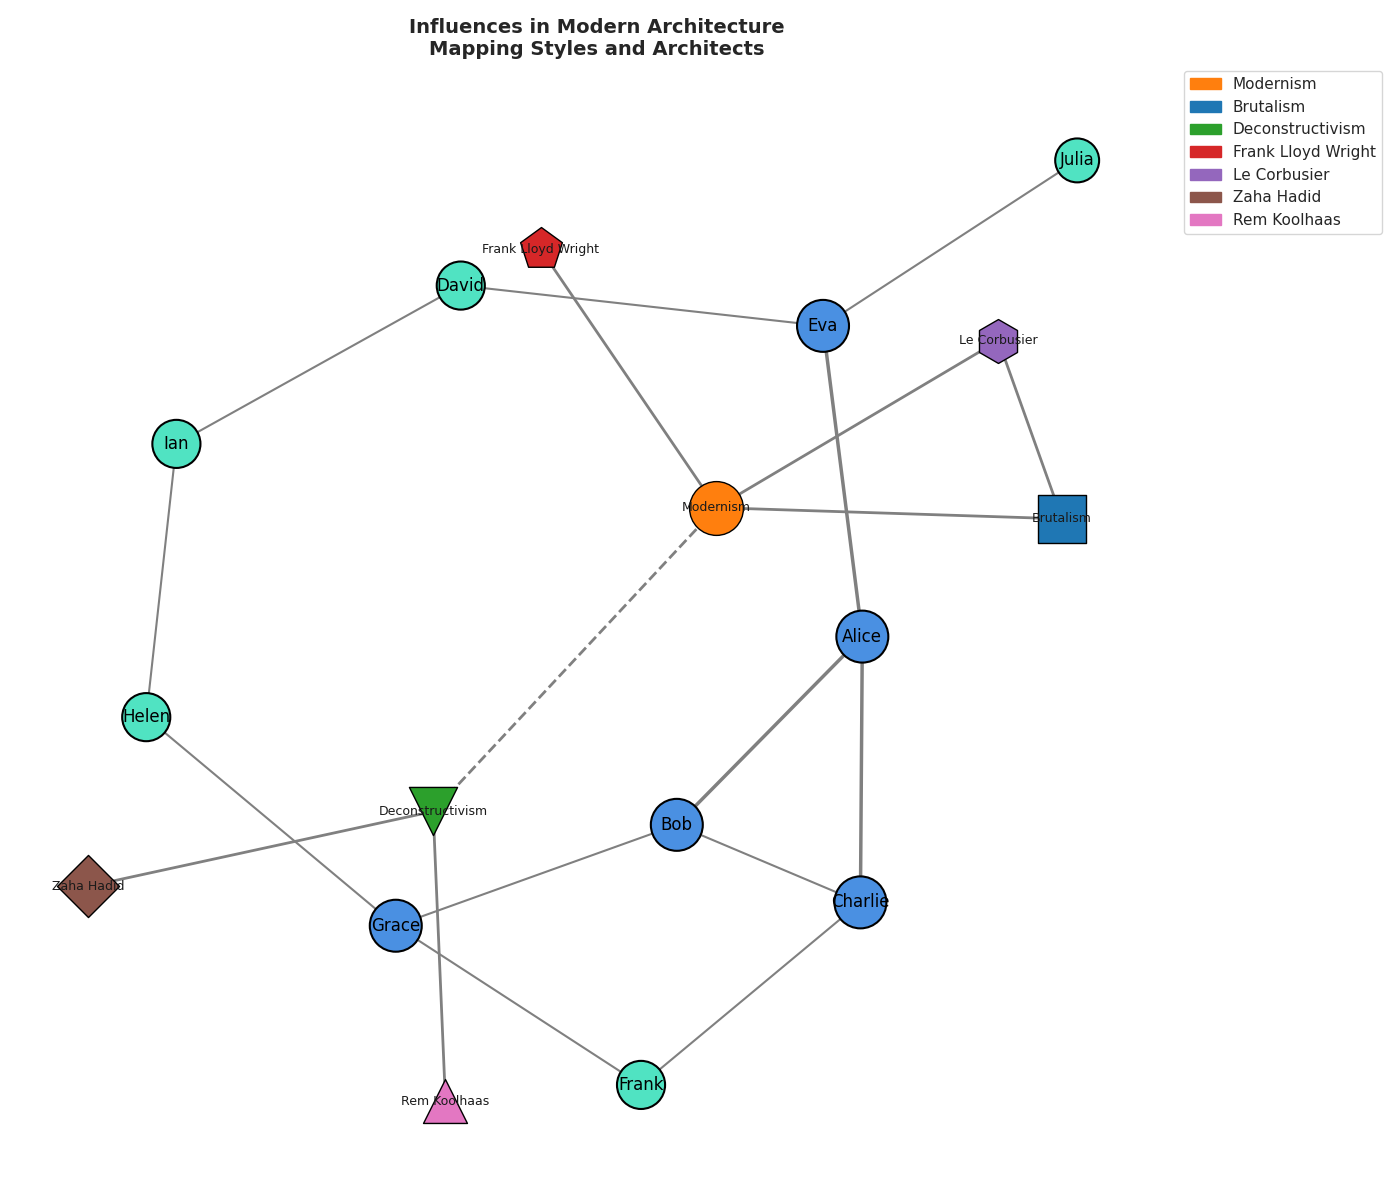 Influences in Modern Architecture
Mapping Styles and Architects
Modernism
Brutalism
Deconstructivism
Frank Lloyd Wright
Le Corbusier
Zaha Hadid
Rem Koolhaas
Julia
Frank Lloyd Wright
David
Eva
Le Corbusier
Ian
Modernism
Brutalism
Alice
Helen
Deconstructivism
Bob
Zaha Hadid
Charlie
Grace
Frank
Rem Koolhaas